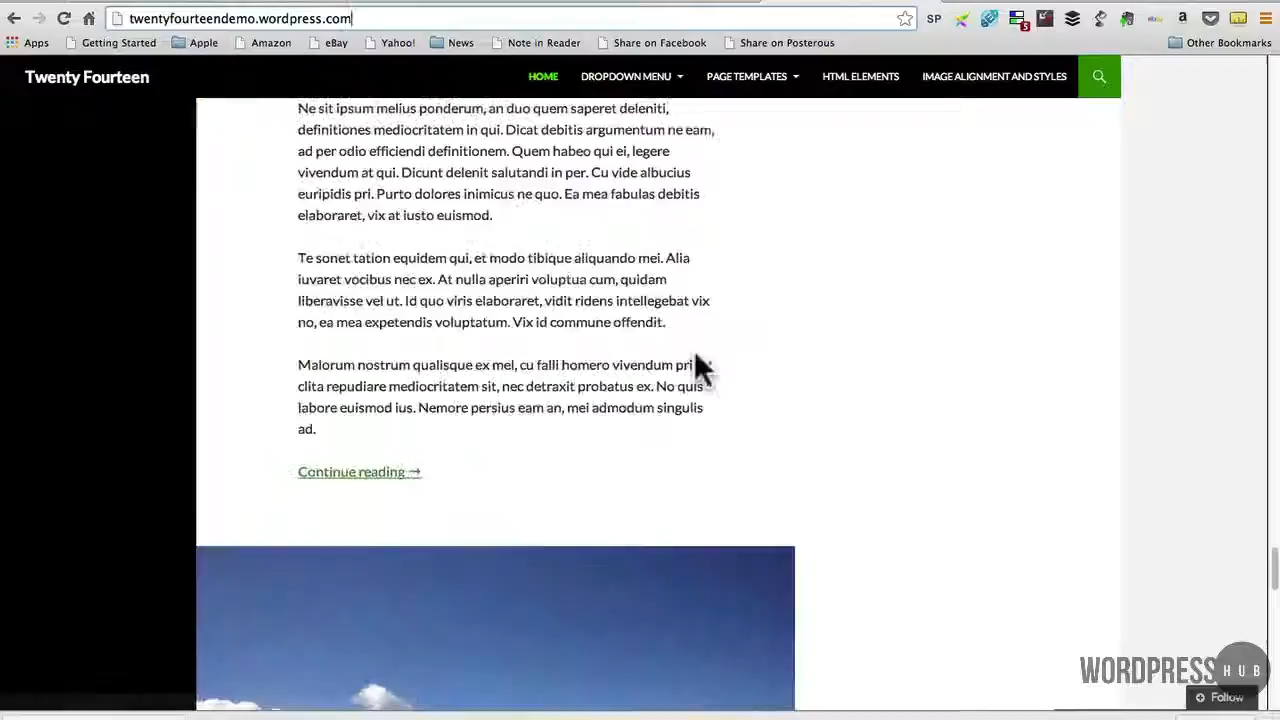 twentyfourteendemo.wordpress.com
SP
5
ebay
a
Apps Getting Started Apple Amazon eBay Yahoo! News Note in Reader Share on Facebook Share on Posterous Other Bookmarks
Twenty Fourteen HOME DROPDOWN MENU PAGE TEMPLATES HTML ELEMENTS IMAGE ALIGNMENT AND STYLES
Ne sit ipsum melius ponderum, an duo quem saperet deleniti,
definitiones mediocritatem in qui. Dicat debitis argumentum ne eam,
ad per odio efficiendi definitionem. Quem habeo qui ei, legere
vivendum at qui. Dicunt delenit salutandi in per. Cu vide albucius
euripidis pri. Purto dolores inimicus ne quo. Ea mea fabulas debitis
elaboraret, vix at iusto euismod.
Te sonet tation equidem qui, et modo tibique aliquando mei. Alia
iuvaret vocibus nec ex. At nulla aperiri voluptua cum, quidam
liberavisse vel ut. Id quo viris elaboraret, vidit ridens intellegebat vix
no, ea mea expetendis voluptatum. Vix id commune offendit.
Malorum nostrum qualisque ex mel, cu falli homero vivendum pri
clita repudiare mediocritatem sit, nec detraxit probatus ex. No quis
labore euismod ius. Nemore persius eam an, mei admodum singulis
ad.
Continue reading →
WORDPRESS HUB
Follow